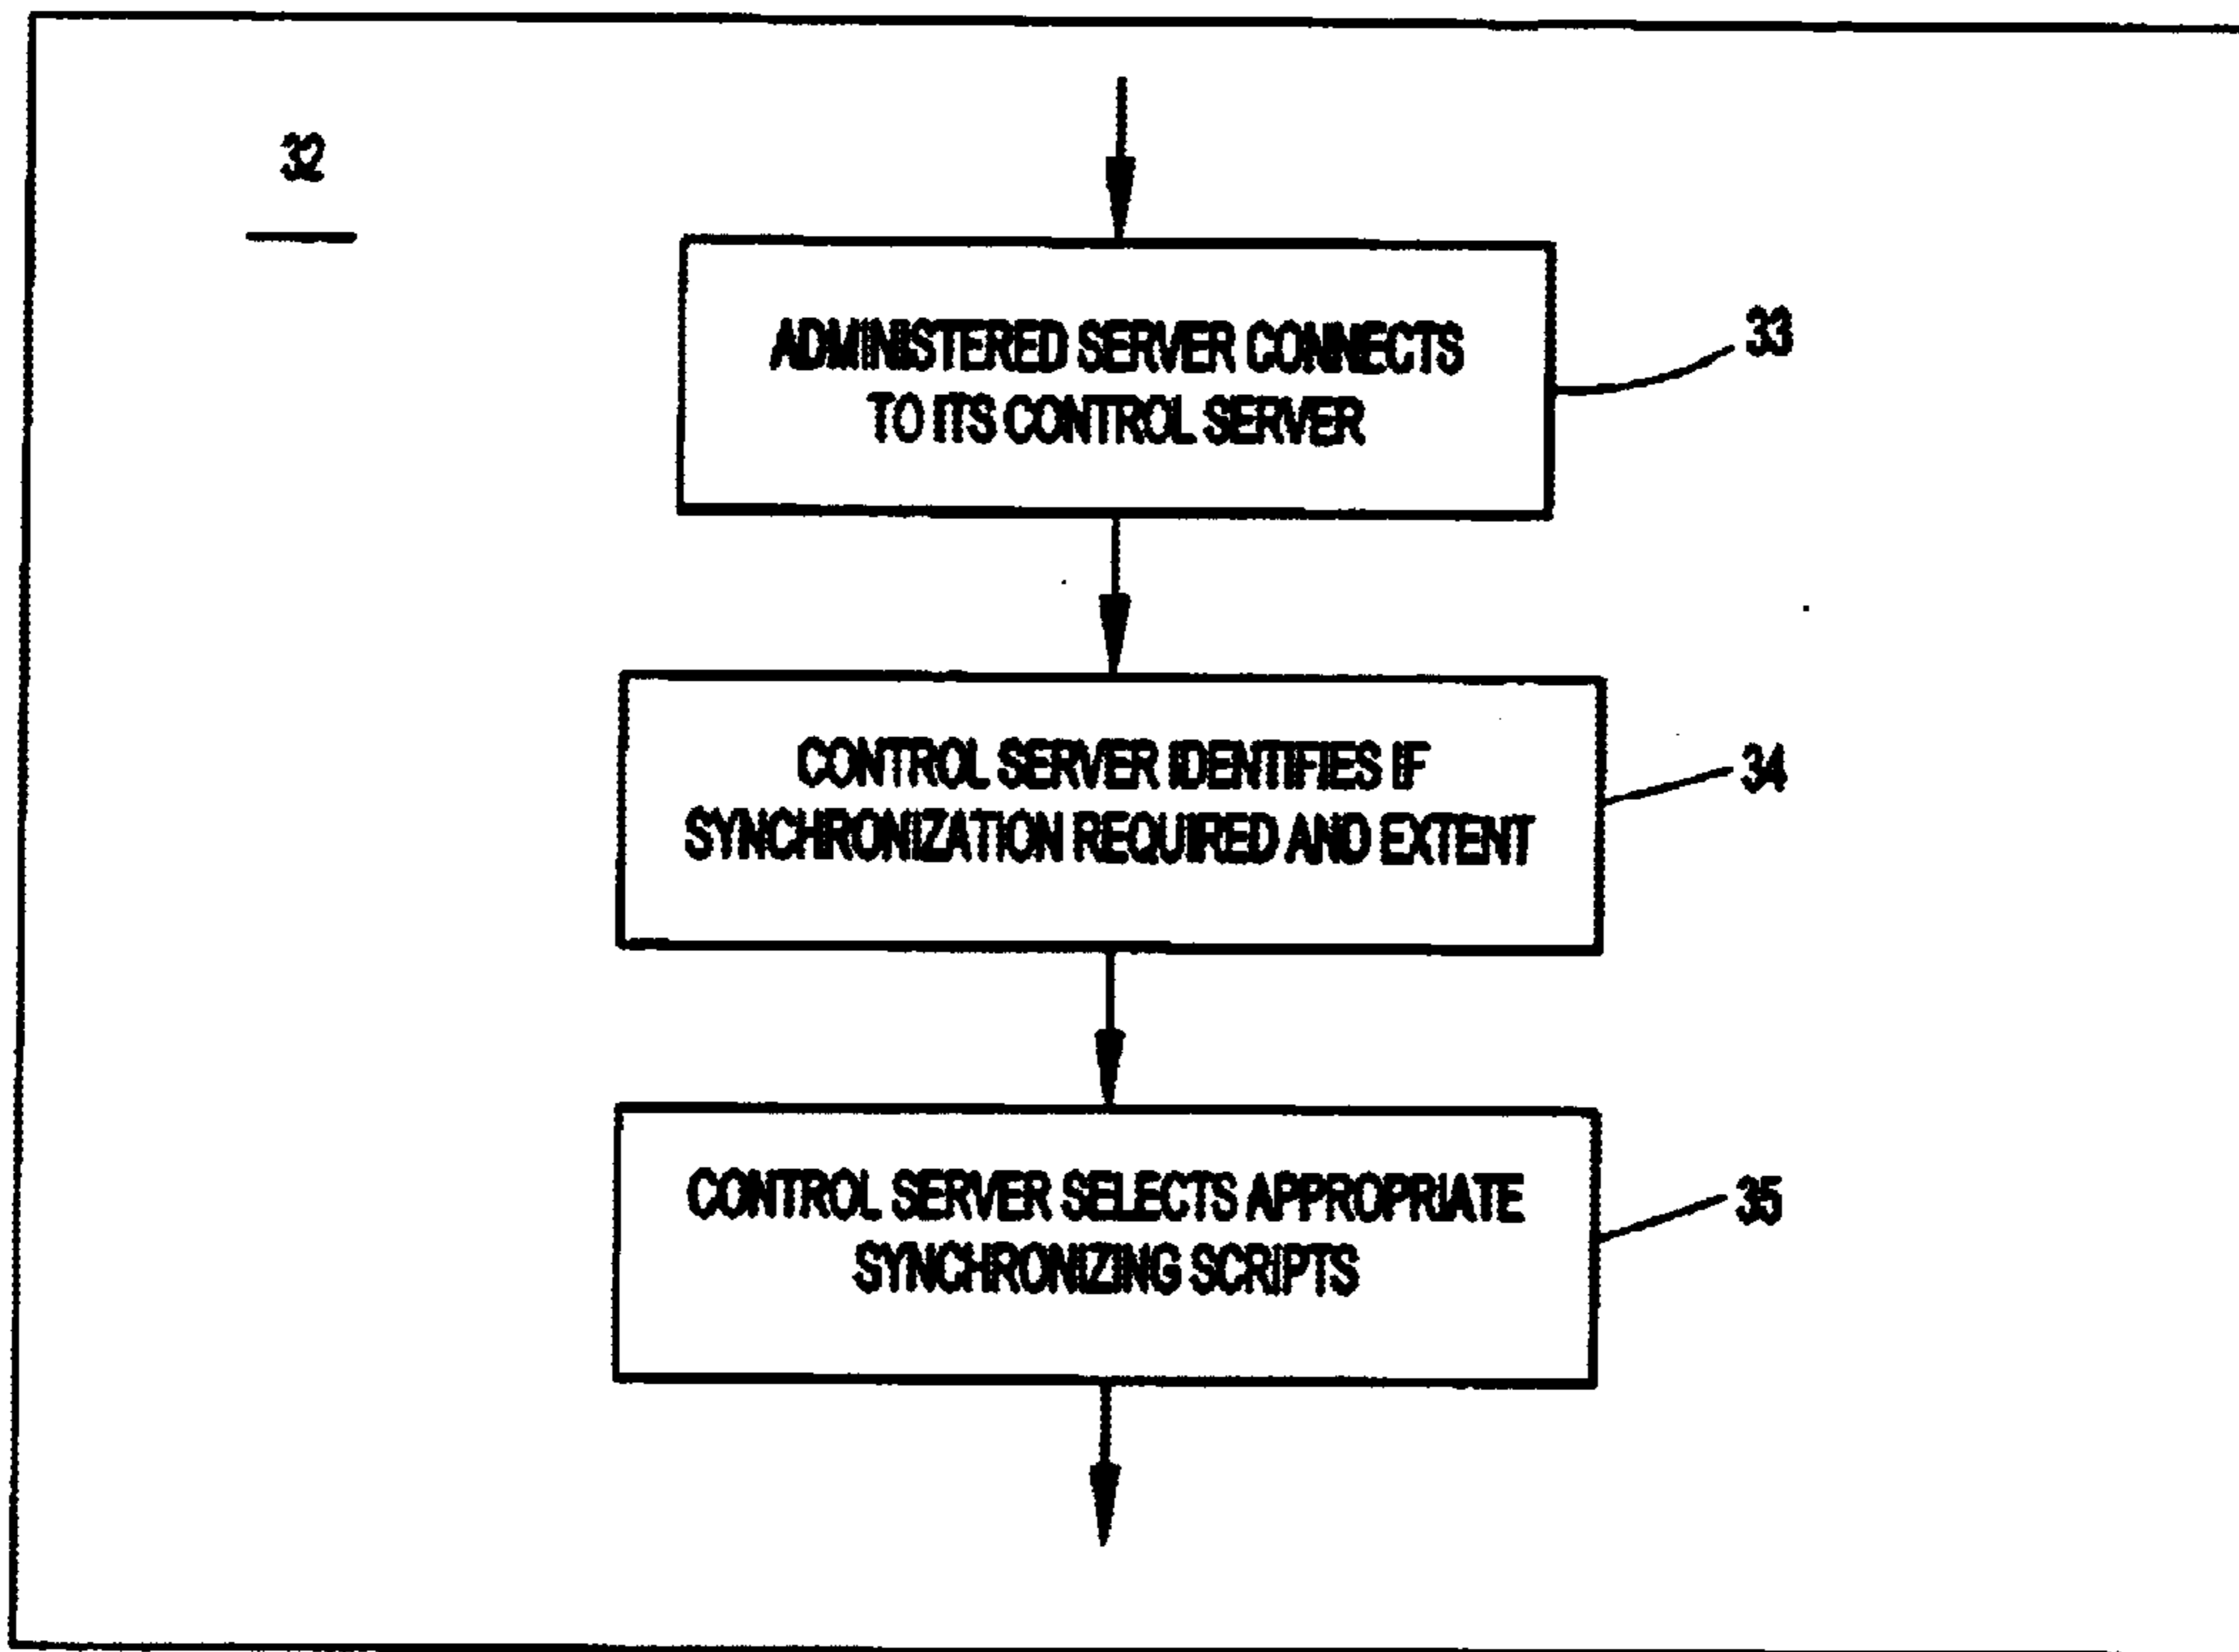 32
ADMINISTERED SERVER CONNECTS
TO ITS CONTROL SERVER
33
CONTROL SERVER IDENTIFIES IF
SYNCHRONIZATION REQUIRED AND EXTENT
34
CONTROL SERVER SELECTS APPROPRIATE
SYNCHRONIZING SCRIPTS
35